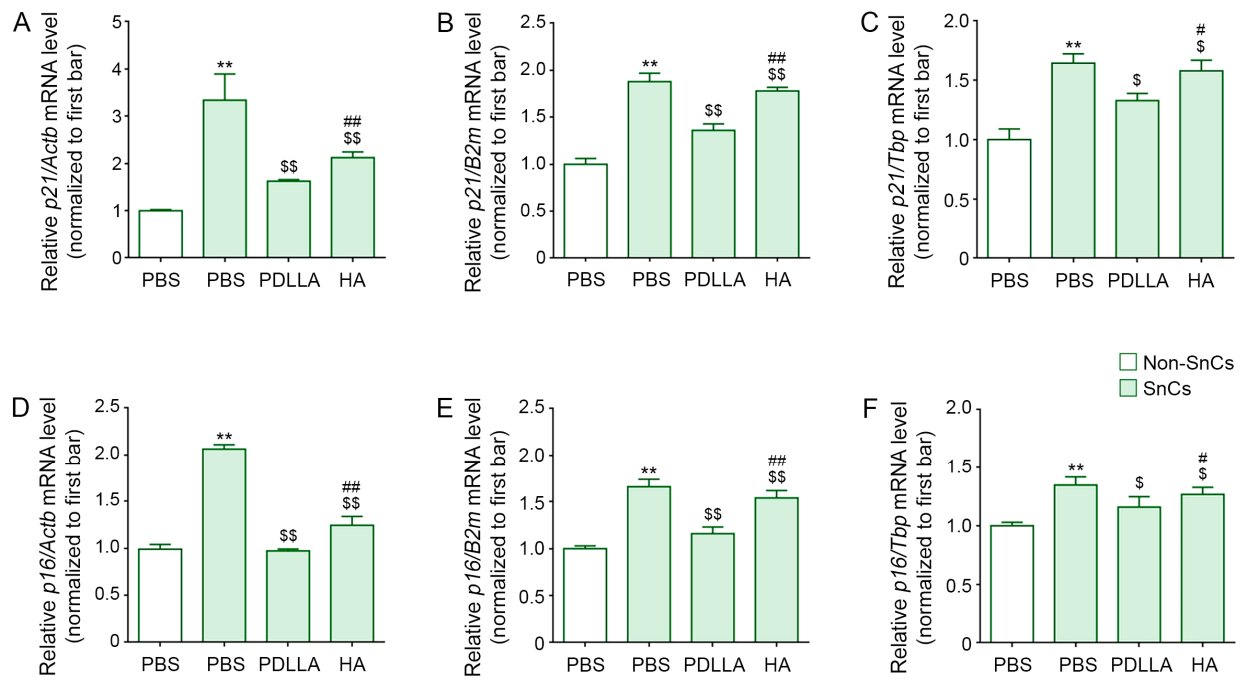 A
Relative p21/Actb mRNA level
(normalized to first bar)
5
4
3
2
1
0
**
$$
##
$$
PBS
PBS
PDLLA
HA
B
Relative p21/B2m mRNA level
(normalized to first bar)
2.5
2.0
1.5
1.0
0.5
0
**
$$
##
$$
PBS
PBS
PDLLA
HA
C
Relative p21/Tbp mRNA level
(normalized to first bar)
2.0
1.5
1.0
0.5
0
**
$
#
$
PBS
PBS
PDLLA
HA
Non-SnCs
SnCs
D
Relative p16/Actb mRNA level
(normalized to first bar)
2.5
2.0
1.5
1.0
0.5
0
**
$$
##
$$
PBS
PBS
PDLLA
HA
E
Relative p16/B2m mRNA level
(normalized to first bar)
2.5
2.0
1.5
1.0
0.5
0
**
$$
##
$$
PBS
PBS
PDLLA
HA
F
Relative p16/Tbp mRNA level
(normalized to first bar)
2.0
1.5
1.0
0.5
0
**
$
#
$
PBS
PBS
PDLLA
HA